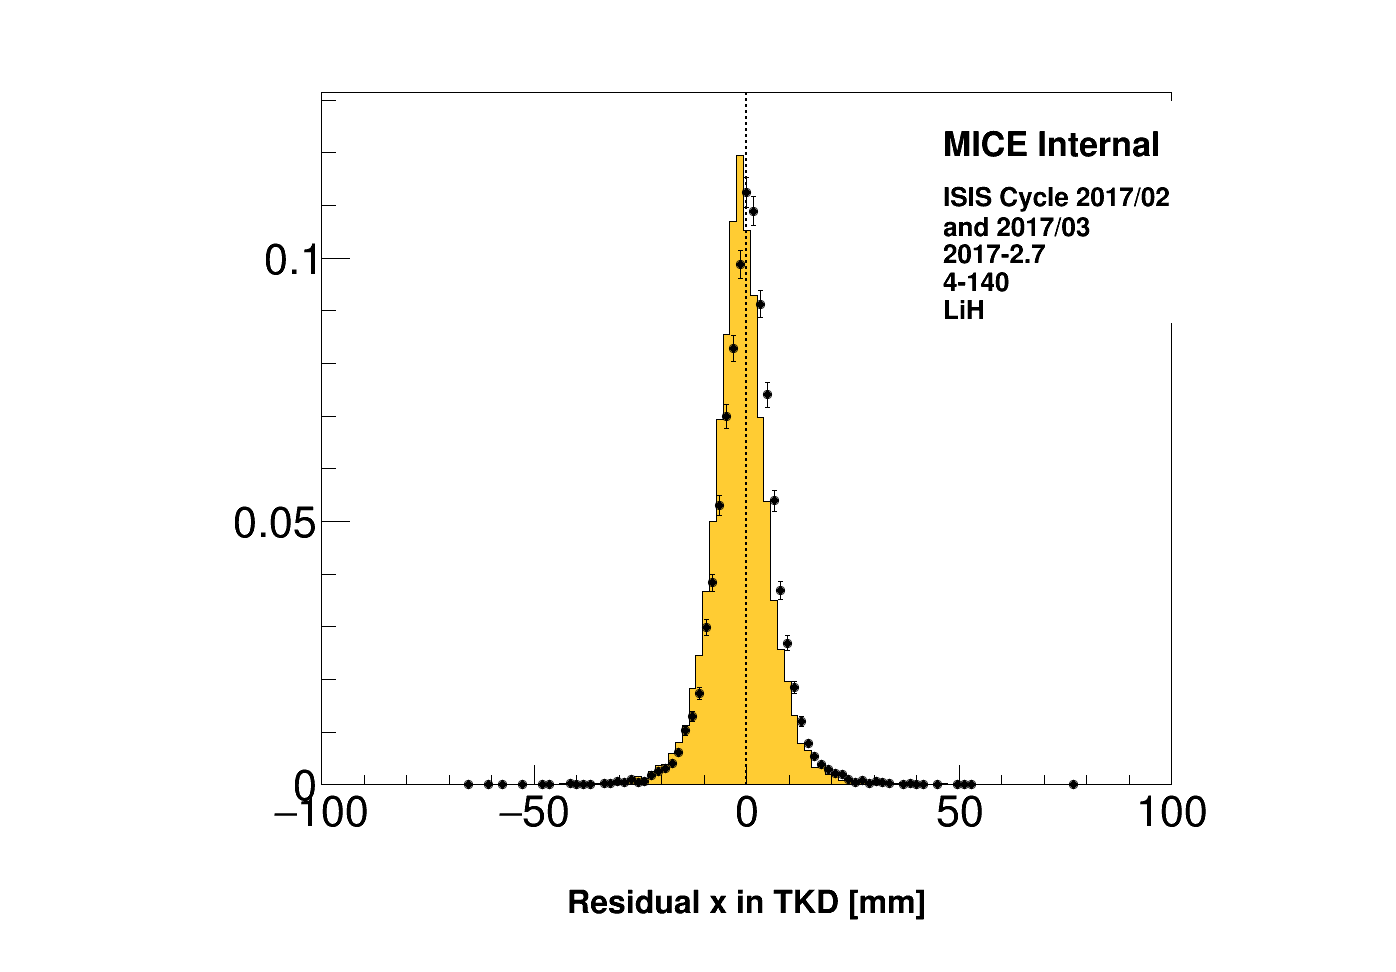 MICE Internal
ISIS Cycle 2017/02
and 2017/03
2017-2.7
4-140
LiH
0.1
0.05
0
−100 −50 0 50 100
Residual x in TKD [mm]